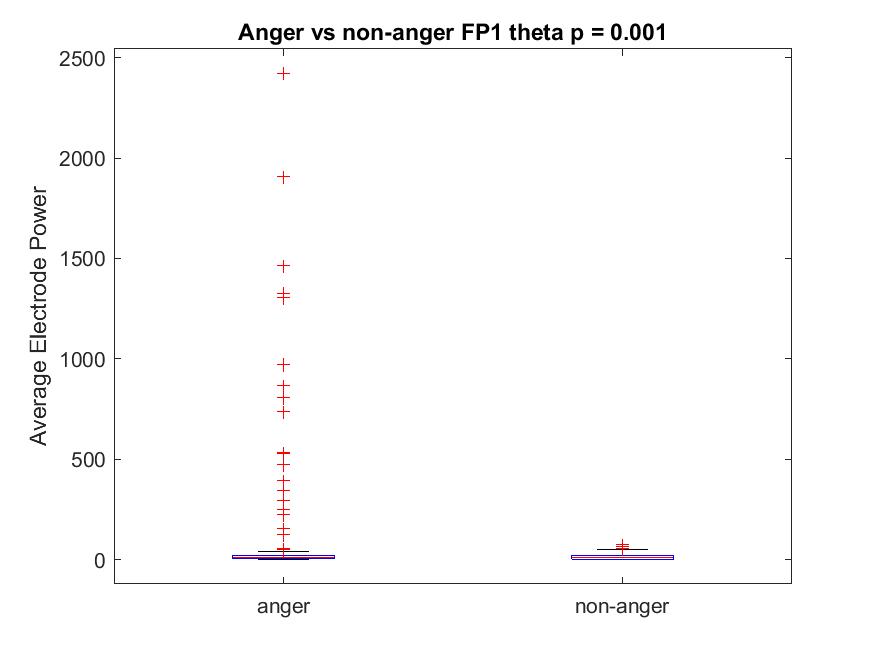 Anger vs non-anger FP1 theta p = 0.001
Average Electrode Power
2500
2000
1500
1000
500
0
anger non-anger